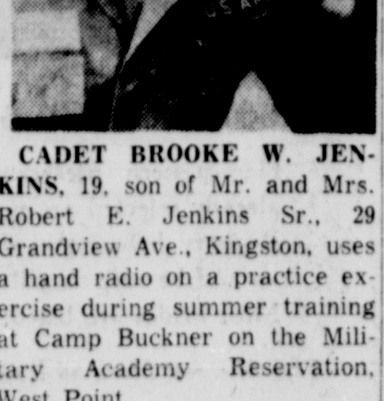 U S AR
CADET BROOKE W. JEN-
KINS, 19, son of Mr. and Mrs.
Robert E. Jenkins Sr., 29
Grandview Ave., Kingston, uses
a hand radio on a practice ex-
ercise during summer training
at Camp Buckner on the Mili-
tary Academy Reservation,
West Point